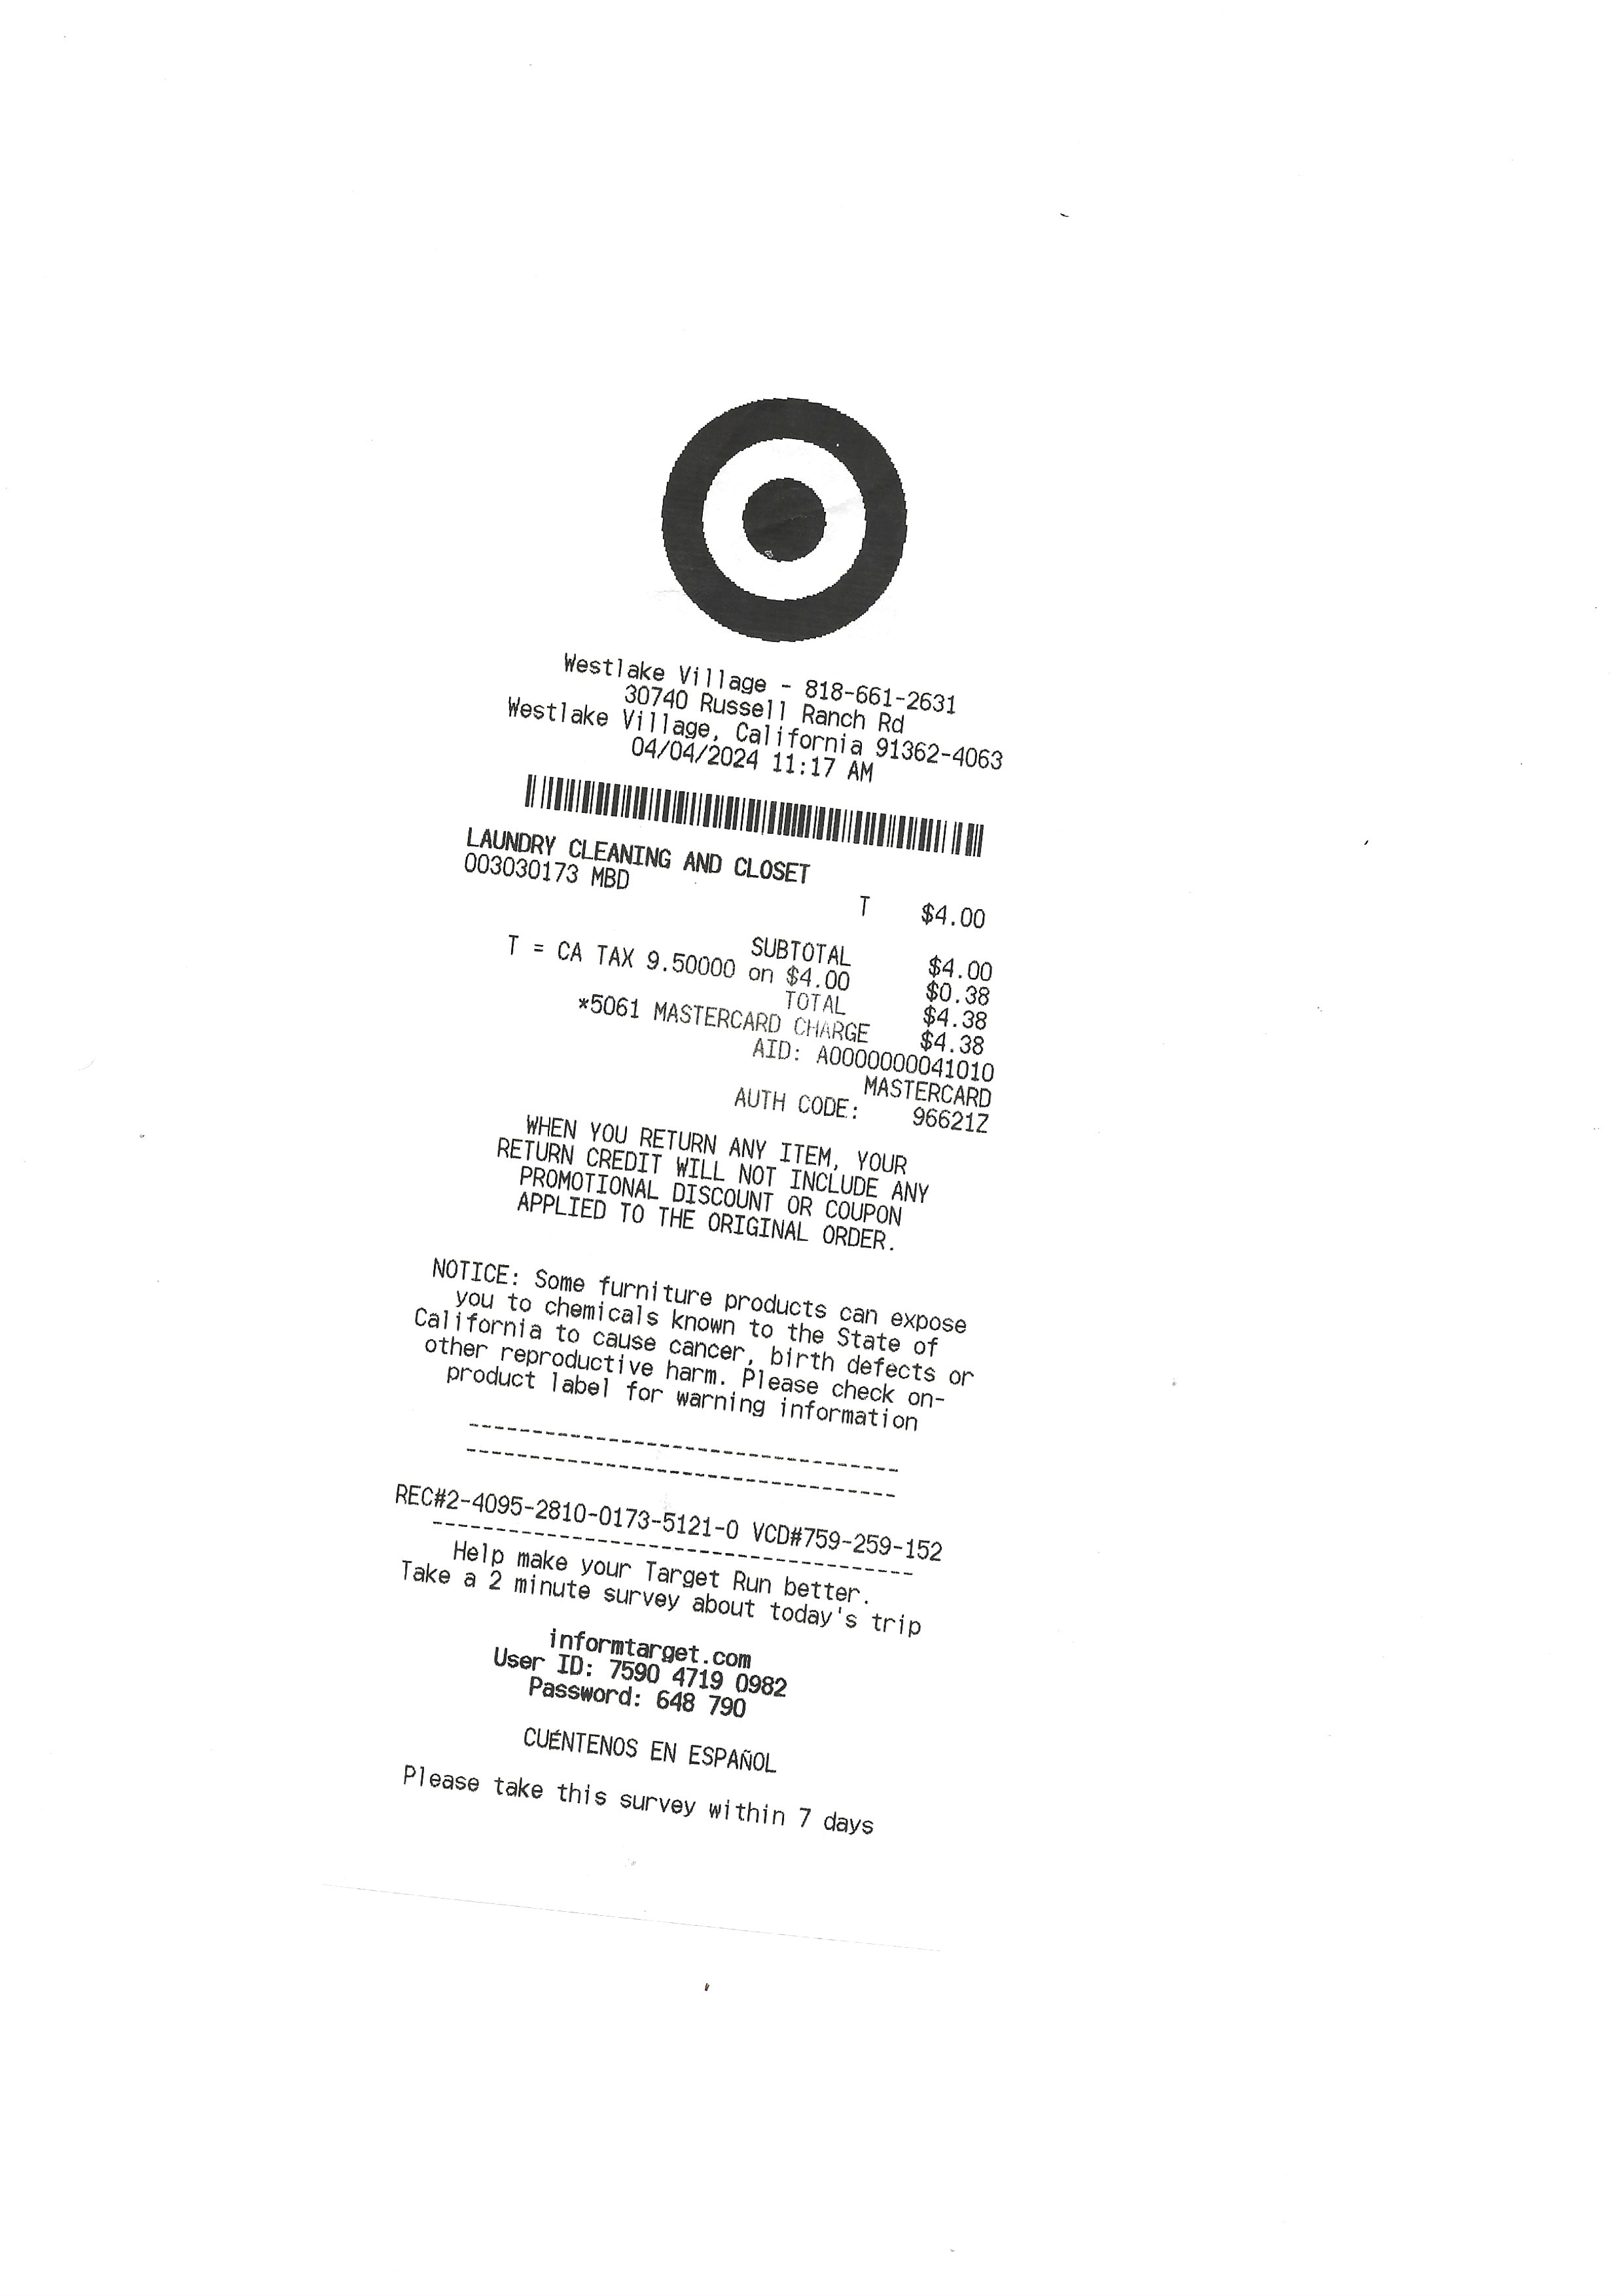 Westlake Village - 818-661-2631
30740 Russell Ranch Rd
Westlake Village, California 91362-4063
04/04/2024 11:17 AM
LAUNDRY CLEANING AND CLOSET
003030173 MBD
T $4.00
SUBTOTAL $4.00
T = CA TAX 9.50000 on $4.00 $0.38
TOTAL $4.38
*5061 MASTERCARD CHARGE $4.38
AID: A0000000041010
MASTERCARD
AUTH CODE: 96621Z
WHEN YOU RETURN ANY ITEM, YOUR
RETURN CREDIT WILL NOT INCLUDE ANY
PROMOTIONAL DISCOUNT OR COUPON
APPLIED TO THE ORIGINAL ORDER.
NOTICE: Some furniture products can expose
you to chemicals known to the State of
California to cause cancer, birth defects or
other reproductive harm. Please check on-
product label for warning information
--------------------------------
--------------------------------
REC#2-4095-2810-0173-5121-0 VCD#759-259-152
------------------------------------
Help make your Target Run better.
Take a 2 minute survey about today's trip
informtarget.com
User ID: 7590 4719 0982
Password: 648 790
CUÉNTENOS EN ESPAÑOL
Please take this survey within 7 days